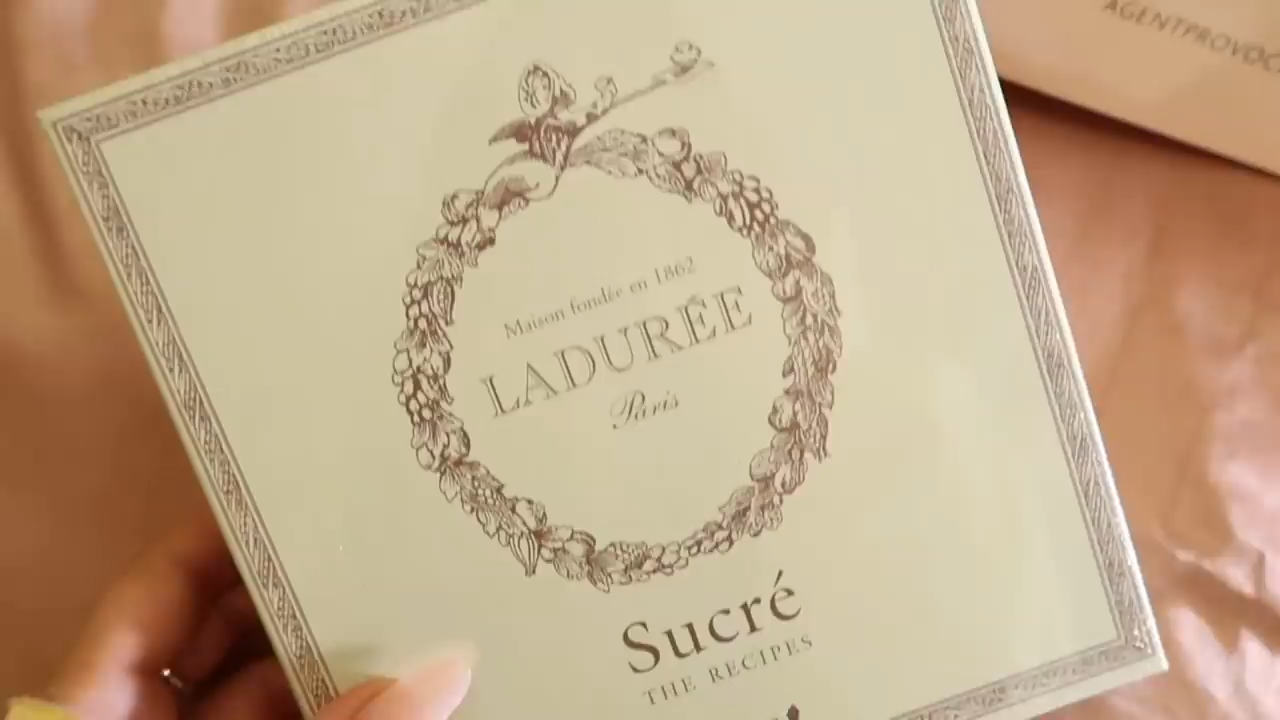 AGENTPROVOC
Maison fondée en 1862
LADURÉE
Paris
Sucré
THE RECIPES